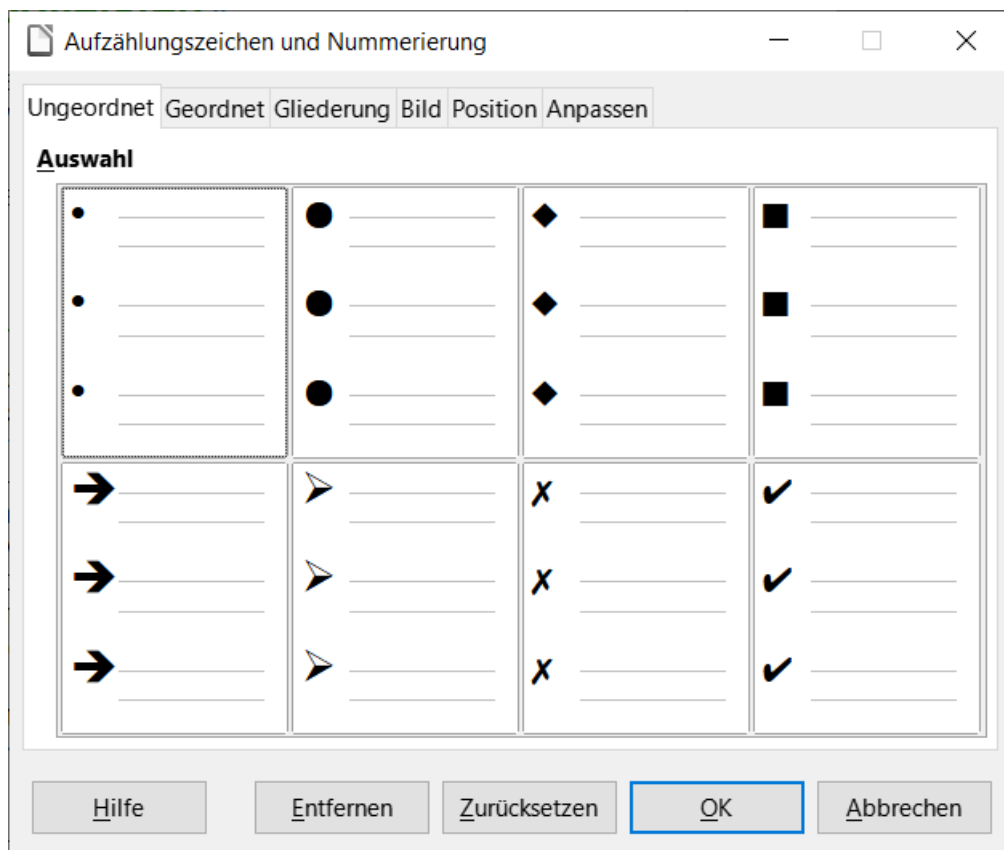 Aufzählungszeichen und Nummerierung
Ungeordnet Geordnet Gliederung Bild Position Anpassen
Auswahl
Hilfe Entfernen Zurücksetzen OK Abbrechen